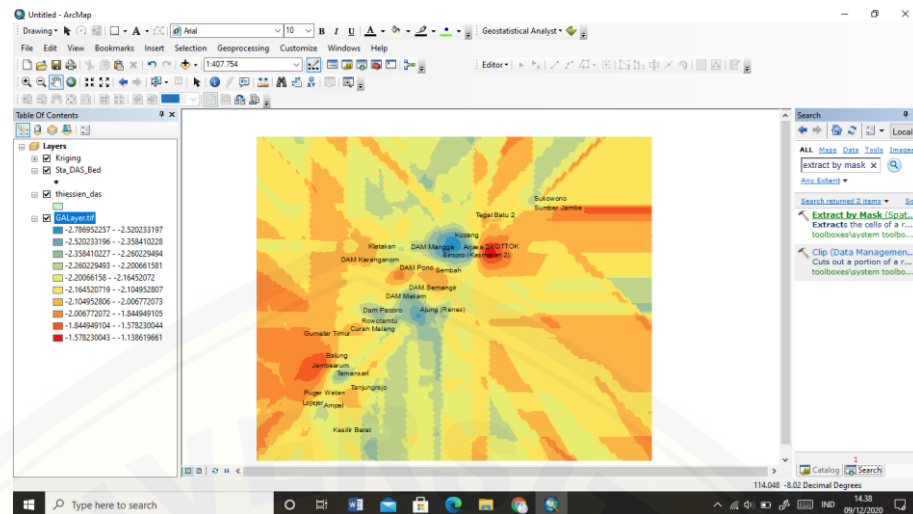 Untitled - ArcMap
Drawing
Arial
10
B I U A
Geostatistical Analyst
File Edit View Bookmarks Insert Selection Geoprocessing Customize Windows Help
1:407.754
Editor
Table Of Contents
Layers
Kriging
Sta_DAS_Bed
thiessien_das
GALayer.tif
-2.786952257 - -2.520233197
-2.520233196 - -2.358410228
-2.358410227 - -2.260229494
-2.260229493 - -2.200661581
-2.20066158 - -2.16452072
-2.164520719 - -2.104952807
-2.104952806 - -2.006772073
-2.006772072 - -1.844949105
-1.844949104 - -1.578230044
-1.578230043 - -1.138619661
Sukowono
Sumber Jambe
Tegal Batu 2
Kopang
Klatakan
DAM Manggis
Arjasa 2
KOTTOK
Bintoro (Kasmaian 2)
DAM Karanganom
DAM Pono
Sembah
DAM Semangir
DAM Makam
Dam Pecoro
Ajung (Renes)
Rowotamtu
Gumelar Timur
Curah Malang
Balung
Jambearum
Tamansari
Tanjungrejo
Puger Wetan
Lojejer
Ampel
Kasilir Barat
Search
Local
ALL Maps Data Tools Images
extract by mask
Any Extent
Search returned 2 items
Extract by Mask (Spat...
Extracts the cells of a r...
toolboxes\system toolbo...
Clip (Data Managemen...
Cuts out a portion of a r...
toolboxes\system toolbo...
1
Catalog Search
114.048 -8.02 Decimal Degrees
Type here to search
IND
14.38
09/12/2020